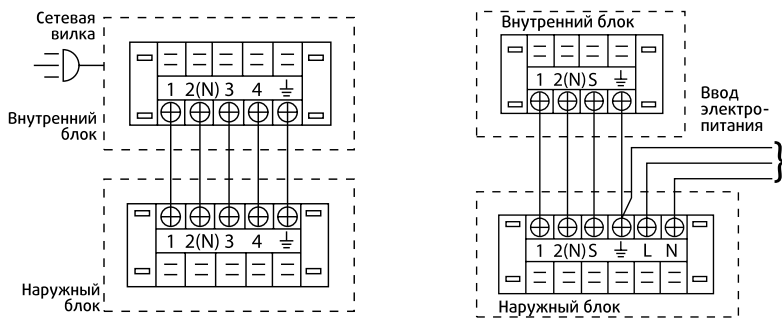 Сетевая
вилка
1 2(N) 3 4
Внутренний
блок
1 2(N) 3 4
Наружный
блок
Внутренний блок
1 2(N) S
Ввод
электро-
питания
1 2(N) S L N
Наружный блок